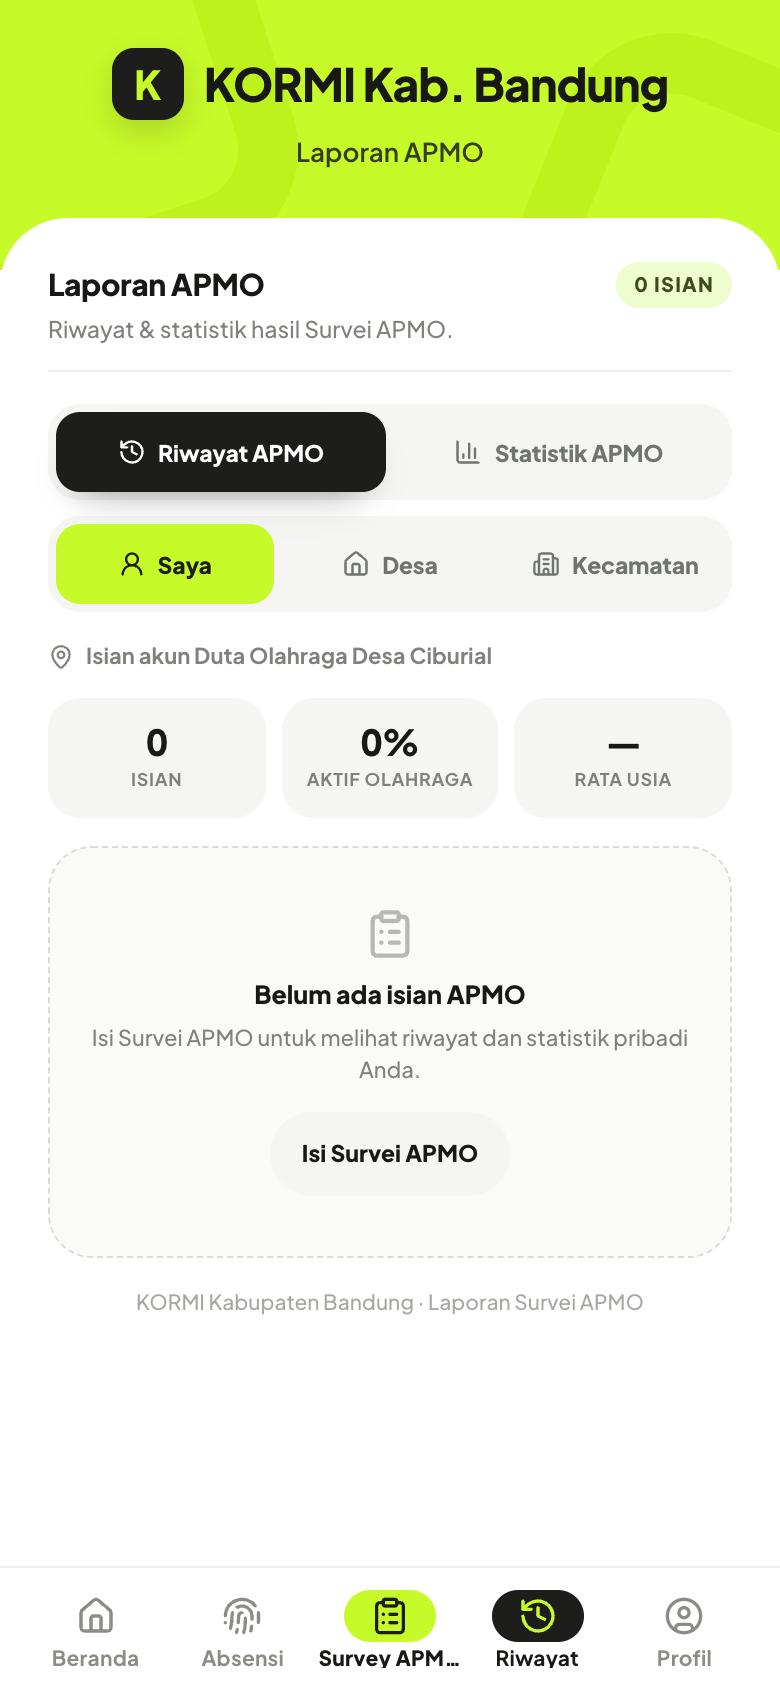 K KORMI Kab. Bandung
Laporan APMO
Laporan APMO
0 ISIAN
Riwayat & statistik hasil Survei APMO.
Riwayat APMO
Statistik APMO
Saya
Desa
Kecamatan
Isian akun Duta Olahraga Desa Ciburial
0
ISIAN
0%
AKTIF OLAHRAGA
—
RATA USIA
Belum ada isian APMO
Isi Survei APMO untuk melihat riwayat dan statistik pribadi
Anda.
Isi Survei APMO
KORMI Kabupaten Bandung · Laporan Survei APMO
Beranda
Absensi
Survey APM...
Riwayat
Profil